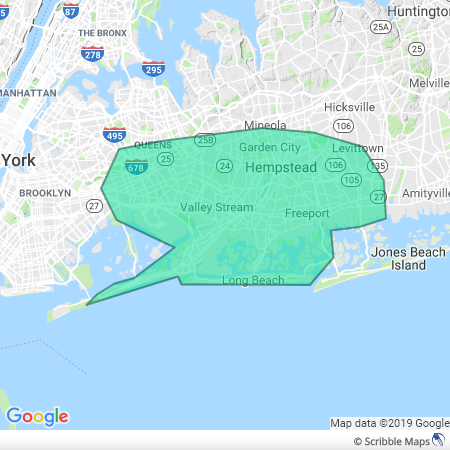 Huntington
THE BRONX
87
278
25A
MANHATTAN
295
Melville
Hicksville
495
Mineola
106
QUEENS
25B
Garden City
Levittown
York
25
24
Hempstead
106
135
678
105
BROOKLYN
27
27
Amityville
Valley Stream
Freeport
Jones Beach
Island
Long Beach
Google
Map data ©2019 Google
© Scribble Maps